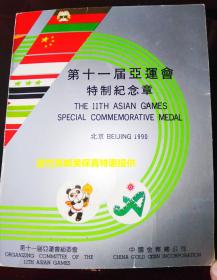 第十一届亞運會
特制紀念章
THE 11TH ASIAN GAMES
SPECIAL COMMEMORATIVE MEDAL
北京 BEIJING 1990
第十一届亞運會組委會
ORGANIZING COMMITTEE OF THE
11TH ASIAN GAMES
中國金幣總公司
CHINA GOLD COIN INCORPORATION